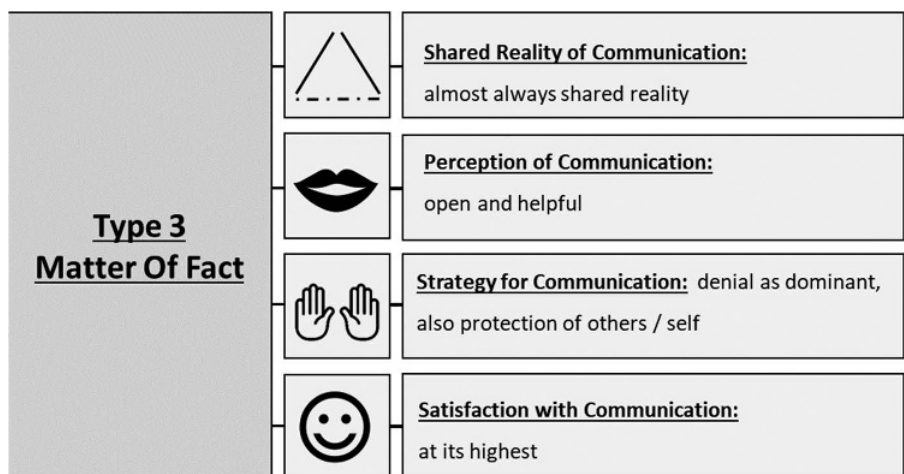 Type 3
Matter Of Fact
Shared Reality of Communication:
almost always shared reality
Perception of Communication:
open and helpful
Strategy for Communication: denial as dominant,
also protection of others / self
Satisfaction with Communication:
at its highest